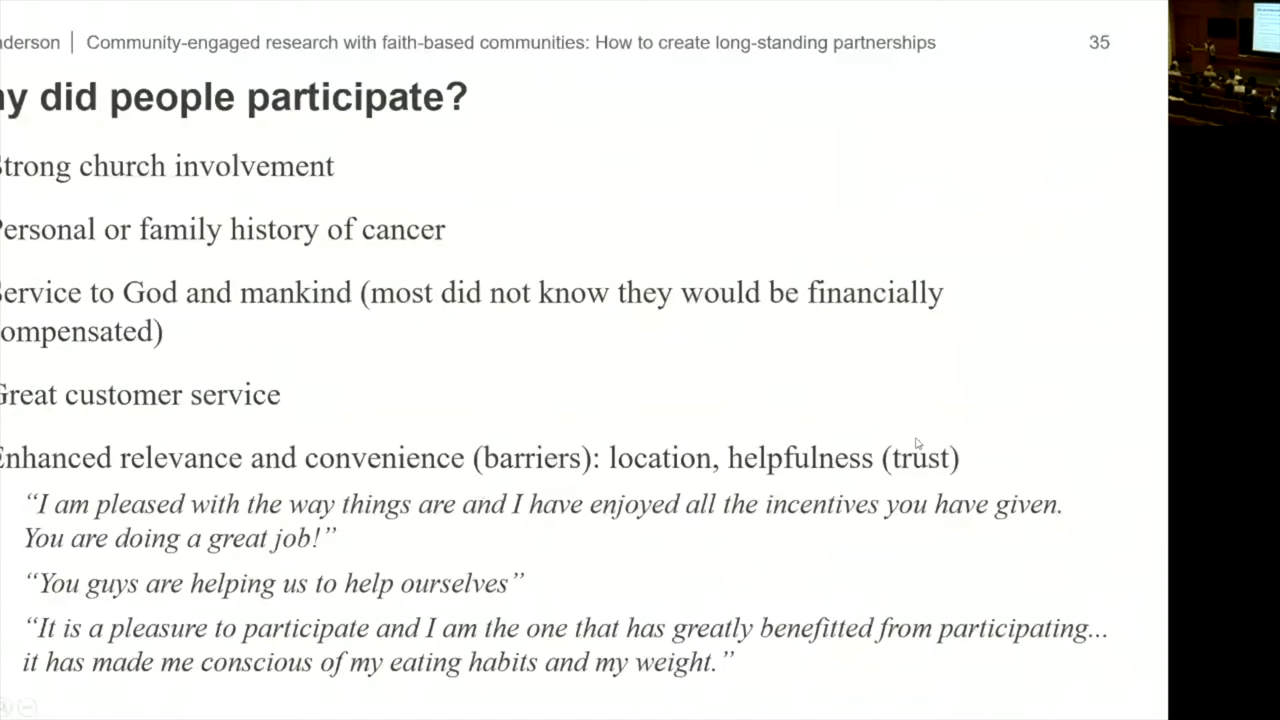 nderson | Community-engaged research with faith-based communities: How to create long-standing partnerships 35
ny did people participate?
Strong church involvement
Personal or family history of cancer
Service to God and mankind (most did not know they would be financially
ompensated)
Great customer service
Enhanced relevance and convenience (barriers): location, helpfulness (trust)
“I am pleased with the way things are and I have enjoyed all the incentives you have given.
You are doing a great job!”
“You guys are helping us to help ourselves”
“It is a pleasure to participate and I am the one that has greatly benefitted from participating...
it has made me conscious of my eating habits and my weight.”